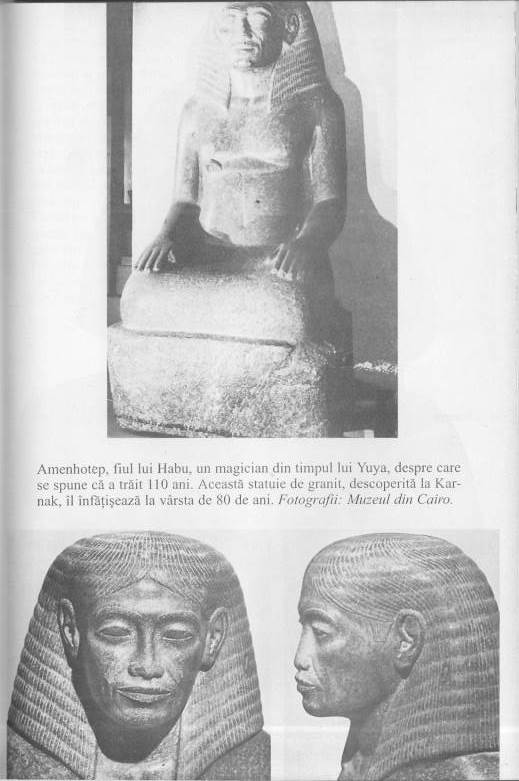 Amenhotep, fiul lui Habu, un magician din timpul lui Yuya, despre care
se spune că a trăit 110 ani. Această statuie de granit, descoperită la Kar-
nak, îl înfățișează la vârsta de 80 de ani. Fotografii: Muzeul din Cairo.